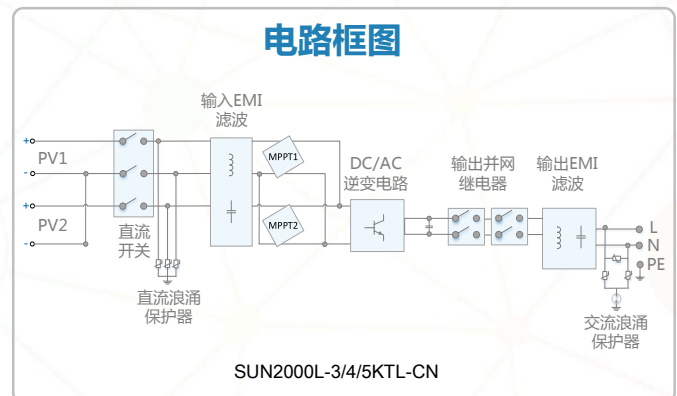 电路框图
输入EMI
滤波
+
PV1
-
+
PV2
-
直流
开关
直流浪涌
保护器
MPPT1
MPPT2
DC/AC
逆变电路
输出并网
继电器
输出EMI
滤波
L
N
PE
交流浪涌
保护器
SUN2000L-3/4/5KTL-CN